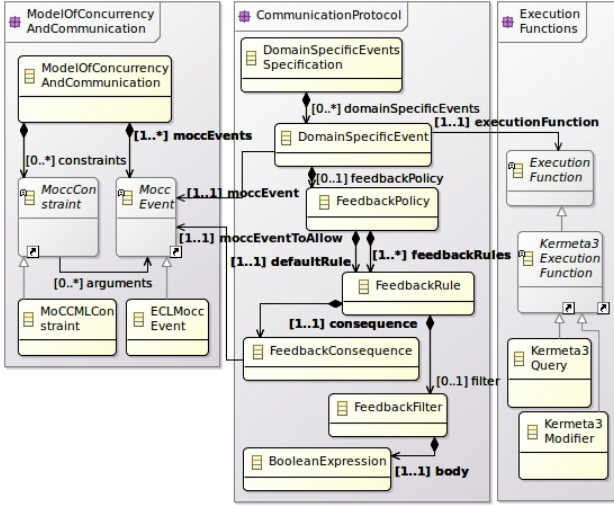 ModelOfConcurrency
AndCommunication
ModelOfConcurrency
AndCommunication
[1..*] moccEvents
[0..*] constraints
MoccCon
straint
Mocc
Event
[0..*] arguments
MoCCMLCon
straint
ECLMocc
Event
CommunicationProtocol
DomainSpecificEvents
Specification
[0..*] domainSpecificEvents
DomainSpecificEvent
[1..1] executionFunction
[0..1] feedbackPolicy
[1..1] moccEvent
FeedbackPolicy
[1..1] moccEventToAllow
[1..1] defaultRule
[1..*] feedbackRules
FeedbackRule
[1..1] consequence
FeedbackConsequence
[0..1] filter
FeedbackFilter
BooleanExpression
[1..1] body
Execution
Functions
Execution
Function
Kermeta3
Execution
Function
Kermeta3
Query
Kermeta3
Modifier